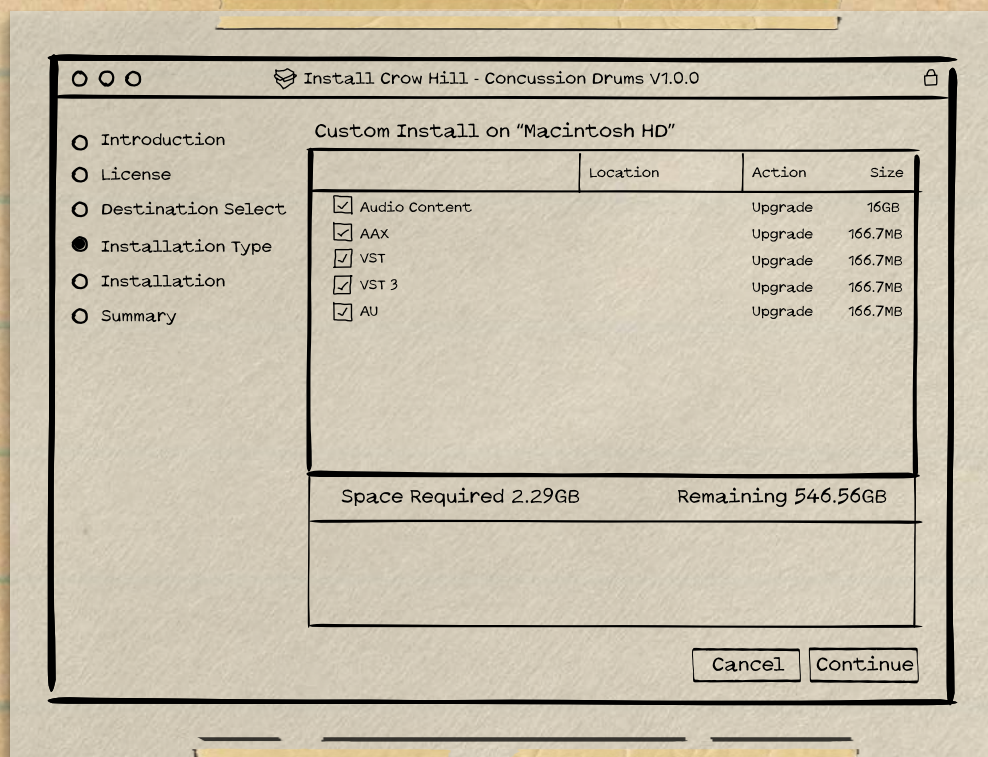 Install Crow Hill - Concussion Drums V1.0.0
Introduction
License
Destination Select
Installation Type
Installation
Summary
Custom Install on "Macintosh HD"
Location Action Size
Audio Content Upgrade 16GB
AAX Upgrade 166.7MB
VST Upgrade 166.7MB
VST 3 Upgrade 166.7MB
AU Upgrade 166.7MB
Space Required 2.29GB Remaining 546.56GB
Cancel Continue